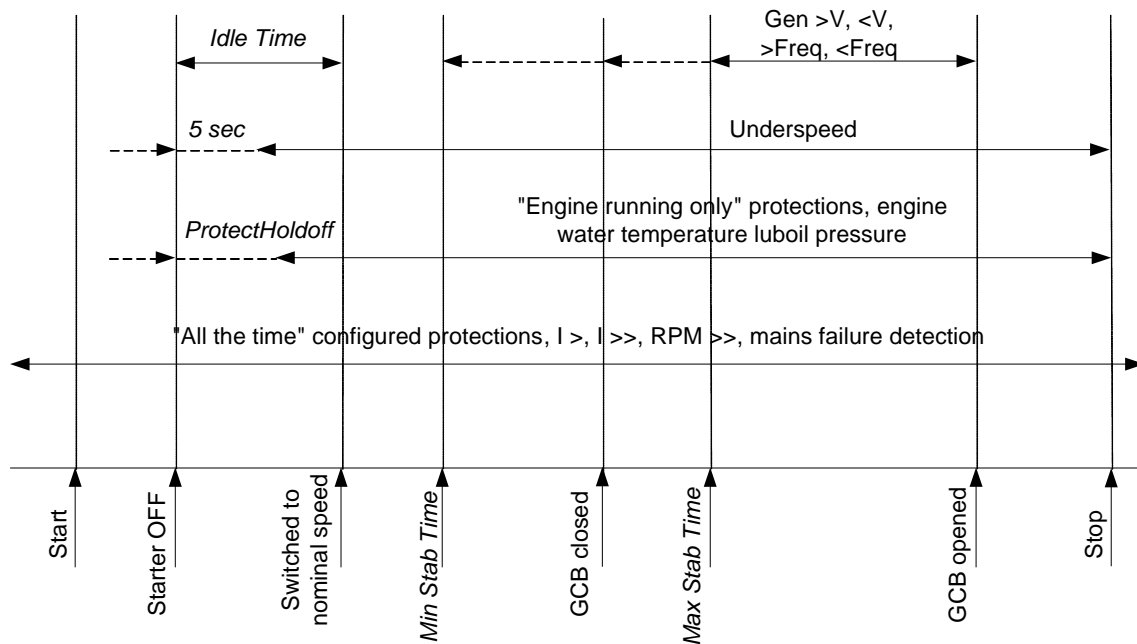 Gen >V, <V,
>Freq, <Freq
Idle Time
5 sec
Underspeed
"Engine running only" protections, engine
water temperature luboil pressure
ProtectHoldoff
"All the time" configured protections, I >, I >>, RPM >>, mains failure detection
Start
Starter OFF
Switched to
nominal speed
Min Stab Time
GCB closed
Max Stab Time
GCB opened
Stop